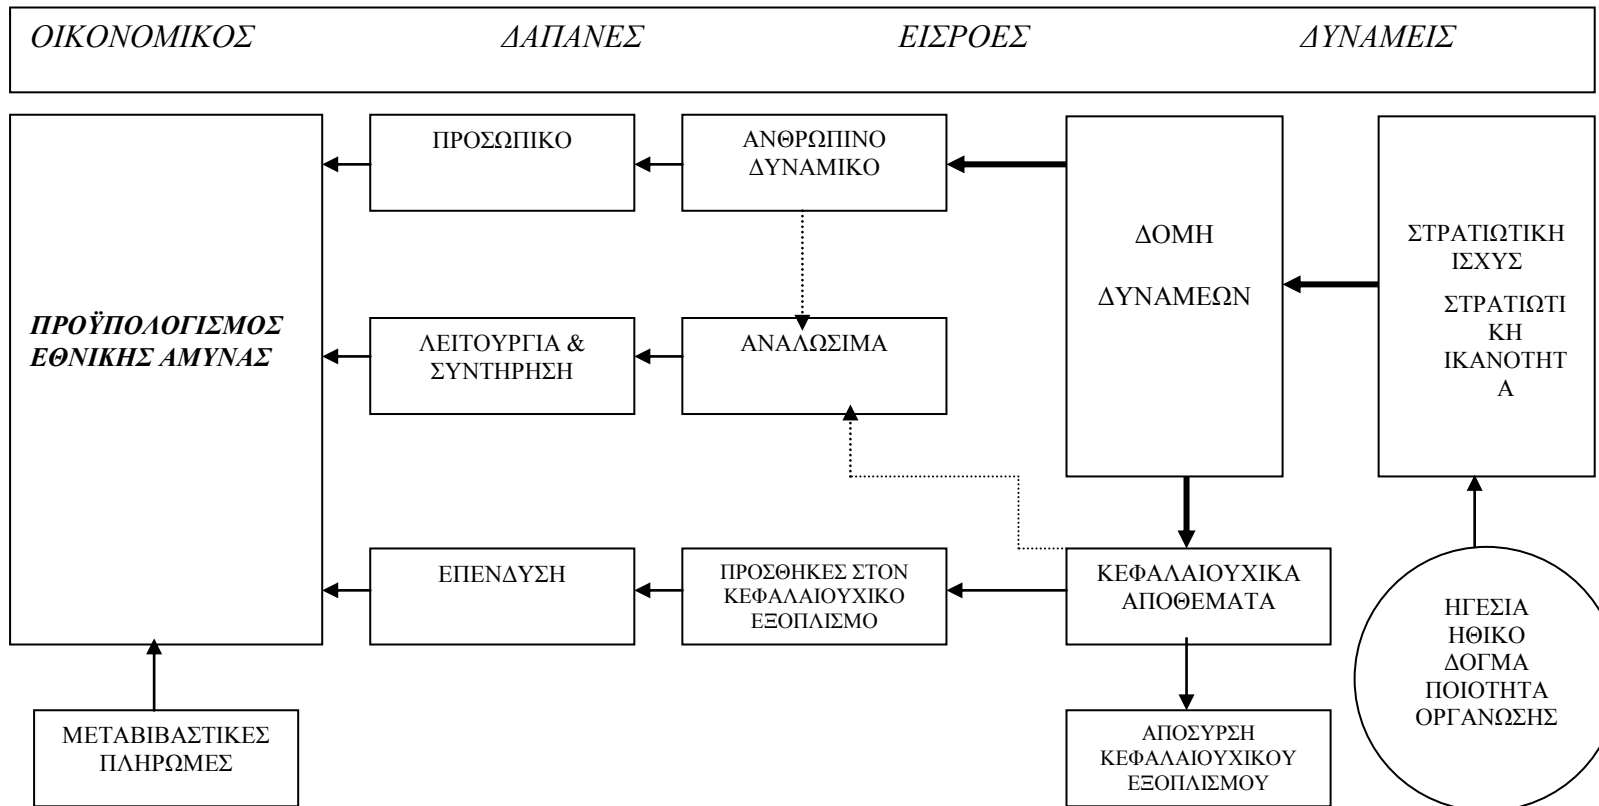 ΟΙΚΟΝΟΜΙΚΟΣ ΔΑΠΑΝΕΣ ΕΙΣΡΟΕΣ ΔΥΝΑΜΕΙΣ
ΠΡΟΫΠΟΛΟΓΙΣΜΟΣ
ΕΘΝΙΚΗΣ ΑΜΥΝΑΣ
ΠΡΟΣΩΠΙΚΟ
ΑΝΘΡΩΠΙΝΟ
ΔΥΝΑΜΙΚΟ
ΔΟΜΗ
ΔΥΝΑΜΕΩΝ
ΣΤΡΑΤΙΩΤΙΚΗ
ΙΣΧΥΣ
ΣΤΡΑΤΙΩΤΙ
ΚΗ
ΙΚΑΝΟΤΗΤ
Α
ΛΕΙΤΟΥΡΓΙΑ &
ΣΥΝΤΗΡΗΣΗ
ΑΝΑΛΩΣΙΜΑ
ΕΠΕΝΔΥΣΗ
ΠΡΟΣΘΗΚΕΣ ΣΤΟΝ
ΚΕΦΑΛΑΙΟΥΧΙΚΟ
ΕΞΟΠΛΙΣΜΟ
ΚΕΦΑΛΑΙΟΥΧΙΚΑ
ΑΠΟΘΕΜΑΤΑ
ΗΓΕΣΙΑ
ΗΘΙΚΟ
ΔΟΓΜΑ
ΠΟΙΟΤΗΤΑ
ΟΡΓΑΝΩΣΗΣ
ΜΕΤΑΒΙΒΑΣΤΙΚΕΣ
ΠΛΗΡΩΜΕΣ
ΑΠΟΣΥΡΣΗ
ΚΕΦΑΛΑΙΟΥΧΙΚΟΥ
ΕΞΟΠΛΙΣΜΟΥ